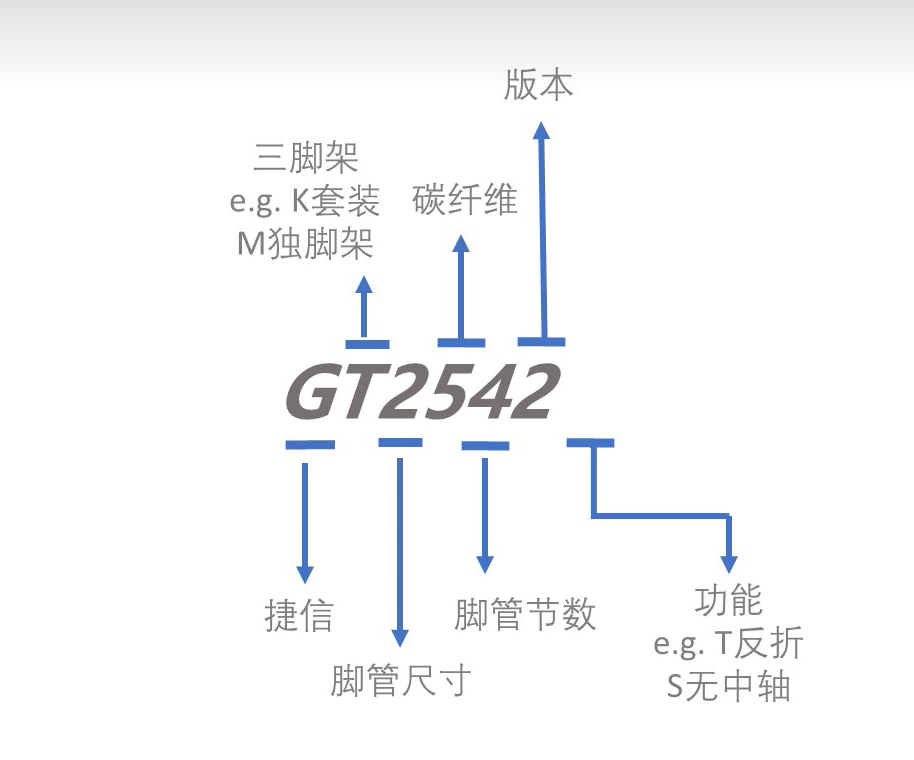 版本
三脚架
e.g. K套装
M独脚架
碳纤维
GT2542
捷信
脚管尺寸
脚管节数
功能
e.g. T反折
S无中轴